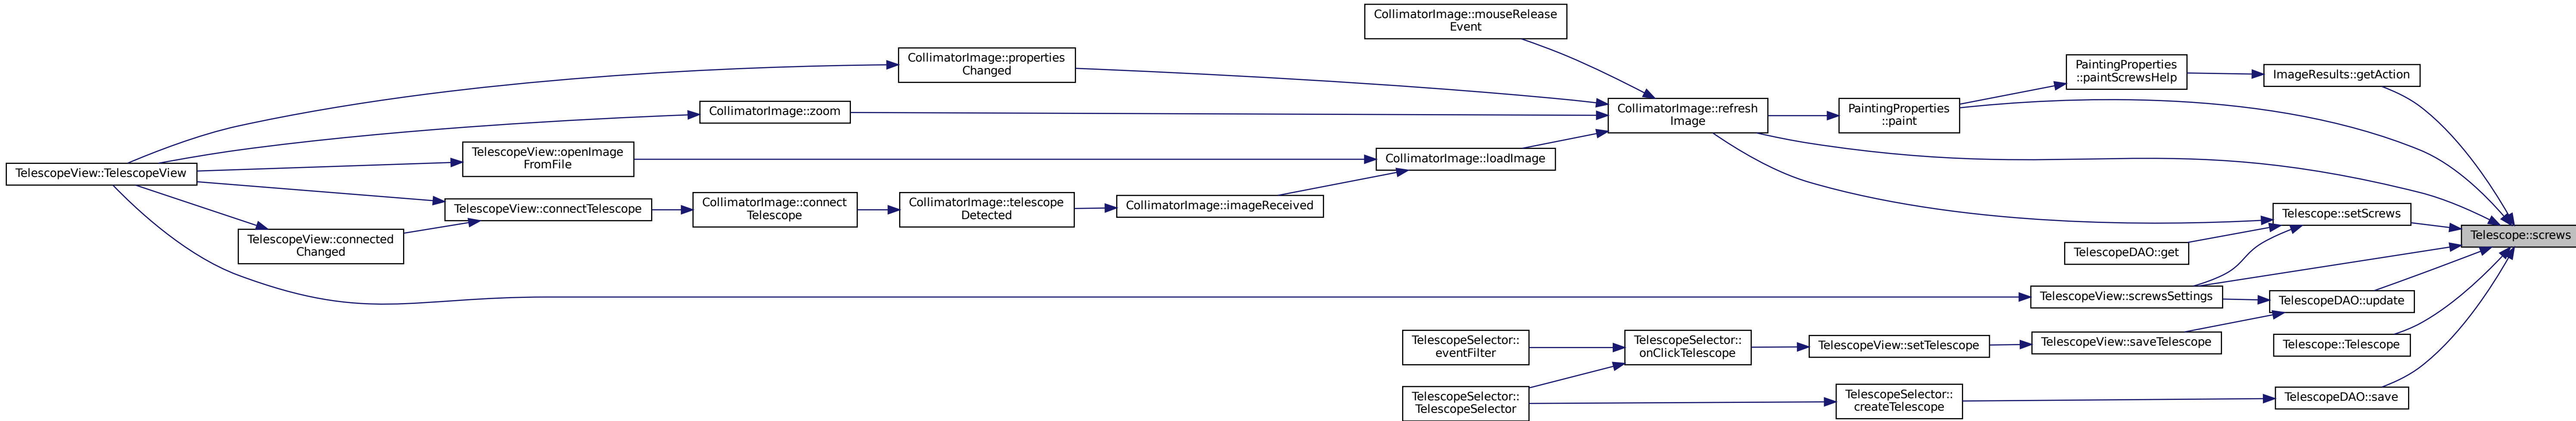 CollimatorImage::mouseRelease
Event
CollimatorImage::properties
Changed
PaintingProperties
::paintScrewsHelp
ImageResults::getAction
CollimatorImage::zoom
CollimatorImage::refresh
Image
PaintingProperties
::paint
TelescopeView::openImage
FromFile
CollimatorImage::loadImage
TelescopeView::TelescopeView
TelescopeView::connectTelescope
CollimatorImage::connect
Telescope
CollimatorImage::telescope
Detected
CollimatorImage::imageReceived
Telescope::setScrews
TelescopeView::connected
Changed
Telescope::screws
TelescopeDAO::get
TelescopeView::screwsSettings
TelescopeDAO::update
TelescopeSelector::
eventFilter
TelescopeSelector::
onClickTelescope
TelescopeView::setTelescope
TelescopeView::saveTelescope
Telescope::Telescope
TelescopeSelector::
TelescopeSelector
TelescopeSelector::
createTelescope
TelescopeDAO::save